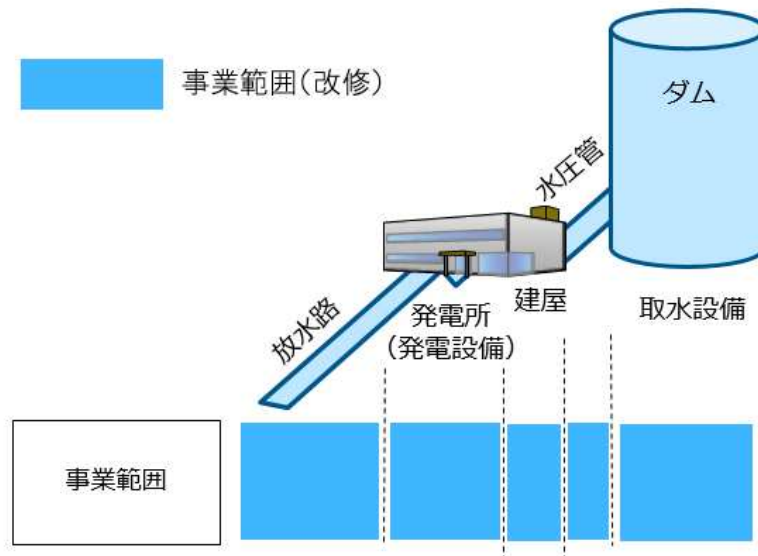 事業範囲(改修)
ダム
水圧管
建屋
取水設備
放水路
発電所
(発電設備)
事業範囲